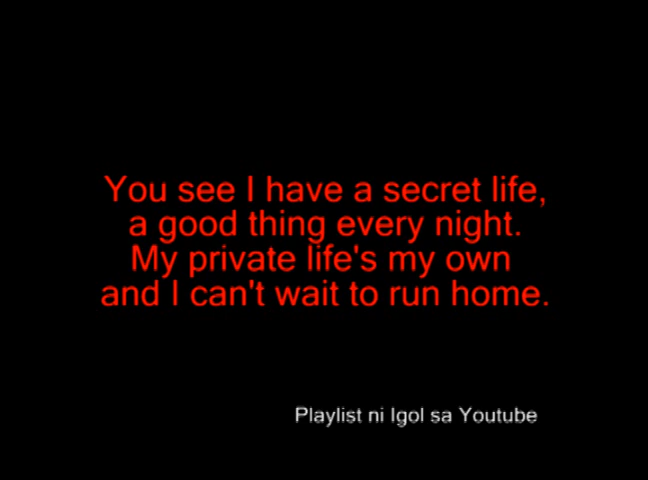 You see I have a secret life,
a good thing every night.
My private life's my own
and I can't wait to run home.
Playlist ni Igol sa Youtube